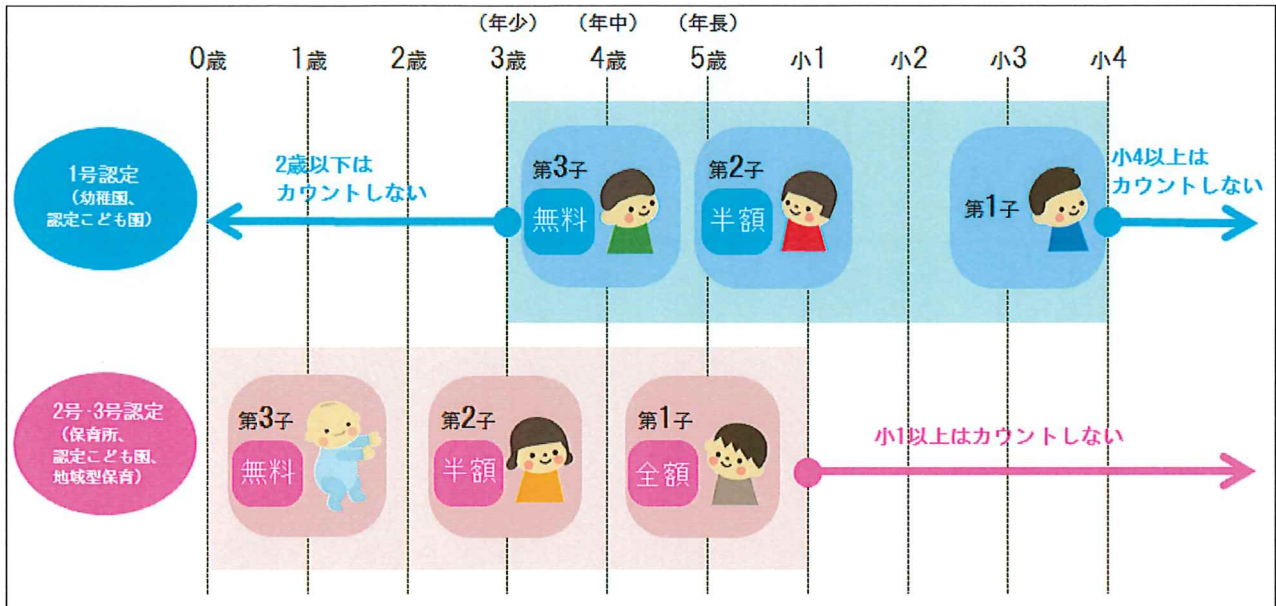 （年少）　（年中）　（年長）
0歳　1歳　2歳　3歳　4歳　5歳　小1　小2　小3　小4
1号認定
（幼稚園、
認定こども園）
2歳以下は
カウントしない
第3子
無料
第2子
半額
第1子
小4以上は
カウントしない
2号・3号認定
（保育所、
認定こども園、
地域型保育）
第3子
無料
第2子
半額
第1子
全額
小1以上はカウントしない